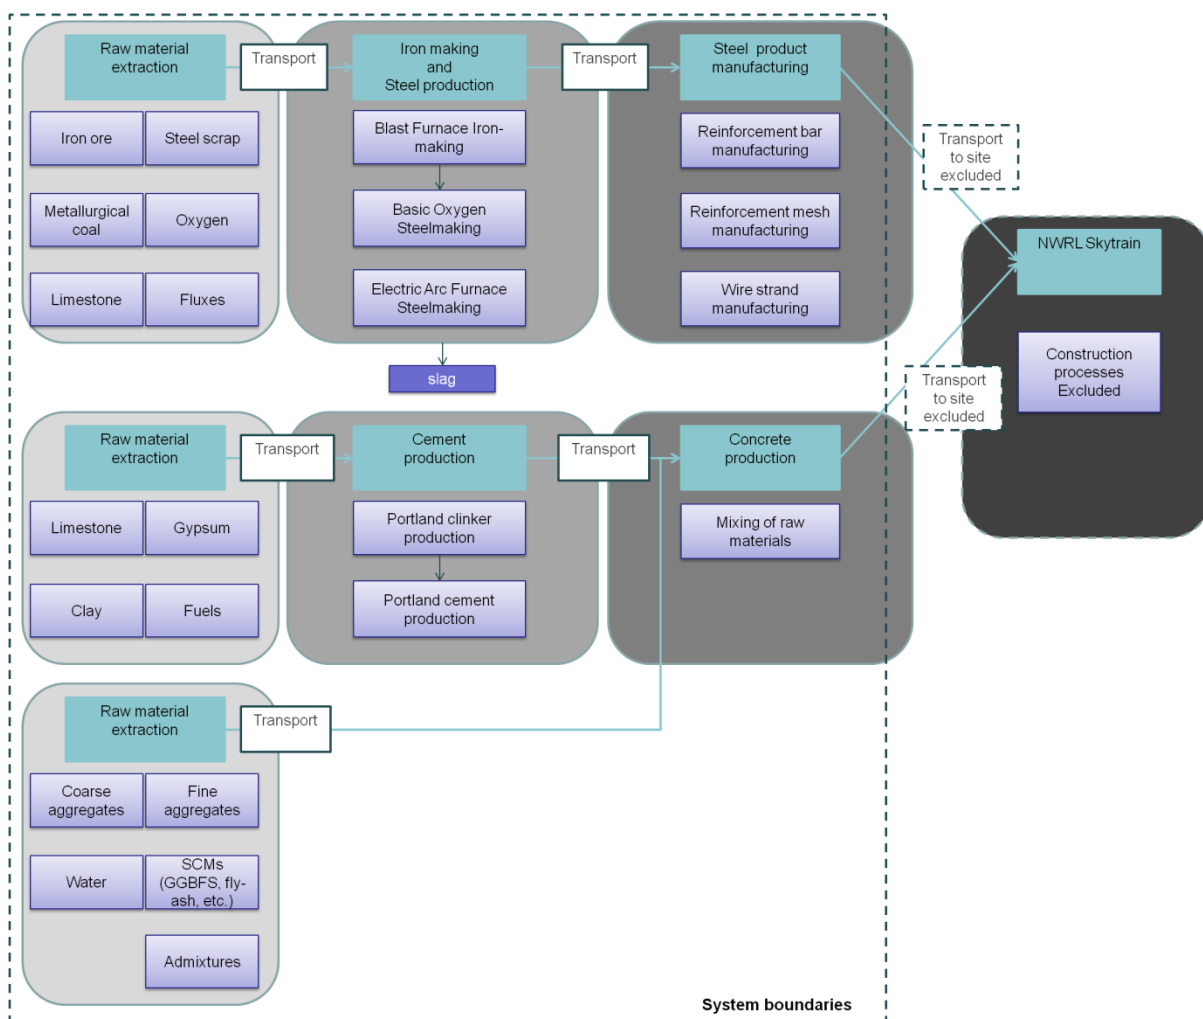 Raw material
extraction
Transport
Iron making
and
Steel production
Transport
Steel product
manufacturing
Iron ore
Steel scrap
Metallurgical
coal
Oxygen
Limestone
Fluxes
Blast Furnace Iron-
making
Basic Oxygen
Steelmaking
Electric Arc Furnace
Steelmaking
slag
Reinforcement bar
manufacturing
Reinforcement mesh
manufacturing
Wire strand
manufacturing
Transport
to site
excluded
NWRL Skytrain
Construction
processes
Excluded
Transport
to site
excluded
Raw material
extraction
Transport
Cement
production
Transport
Concrete
production
Limestone
Gypsum
Clay
Fuels
Portland clinker
production
Portland cement
production
Mixing of raw
materials
Raw material
extraction
Transport
Coarse
aggregates
Fine
aggregates
Water
SCMs
(GGBFS, fly-
ash, etc.)
Admixtures
System boundaries